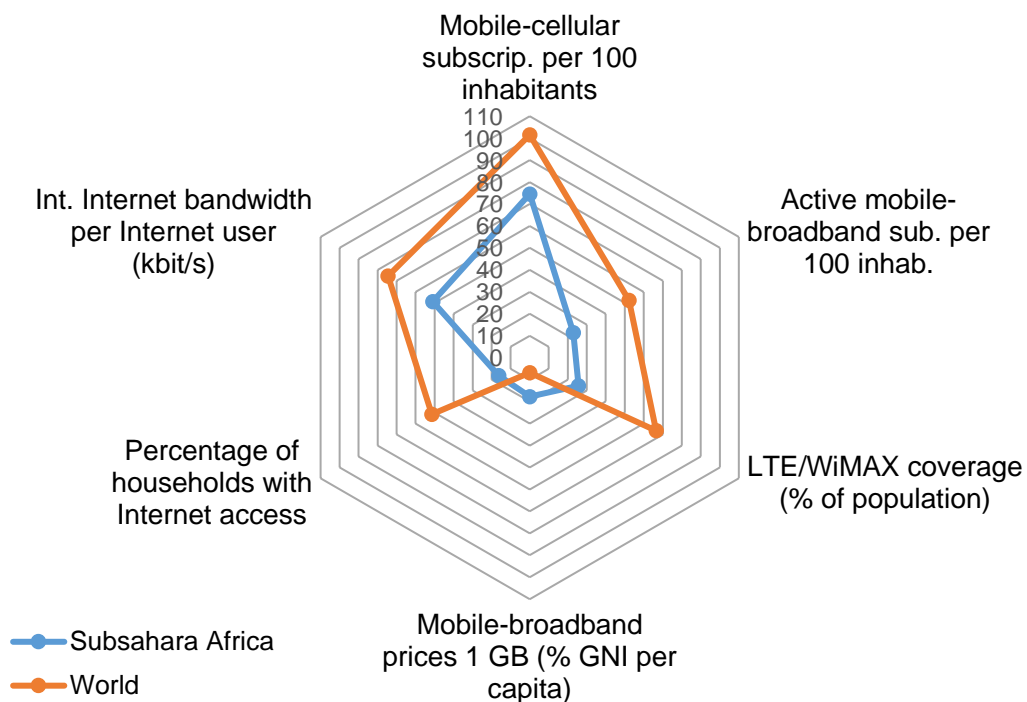 Mobile-cellular
subscrip. per 100
inhabitants
110
100
90
80
70
60
50
40
30
20
10
0
Int. Internet bandwidth
per Internet user
(kbit/s)
Active mobile-
broadband sub. per
100 inhab.
Percentage of
households with
Internet access
LTE/WiMAX coverage
(% of population)
Mobile-broadband
prices 1 GB (% GNI per
capita)
Subsahara Africa
World